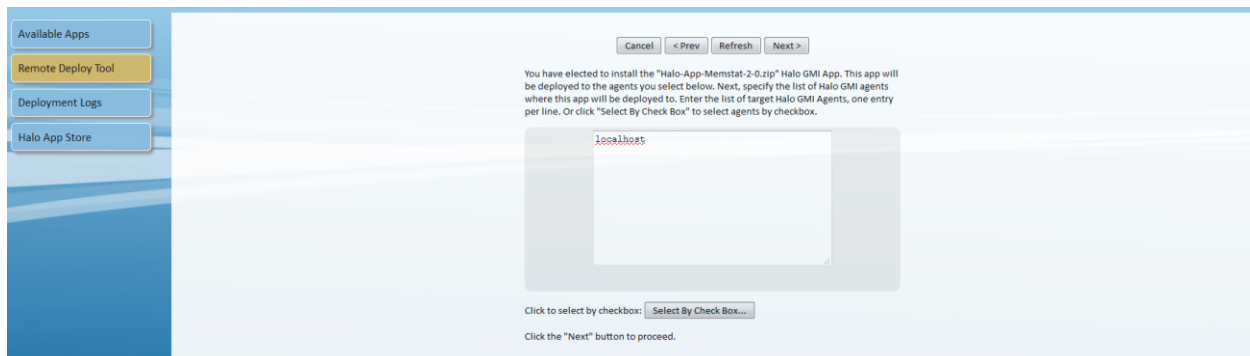 Available Apps
Remote Deploy Tool
Deployment Logs
Halo App Store
Cancel < Prev Refresh Next >
You have elected to install the "Halo-App-Memstat-2-0.zip" Halo GMI App. This app will
be deployed to the agents you select below. Next, specify the list of Halo GMI agents
where this app will be deployed to. Enter the list of target Halo GMI Agents, one entry
per line. Or click "Select By Check Box" to select agents by checkbox.
localhost
Click to select by checkbox: Select By Check Box...
Click the "Next" button to proceed.